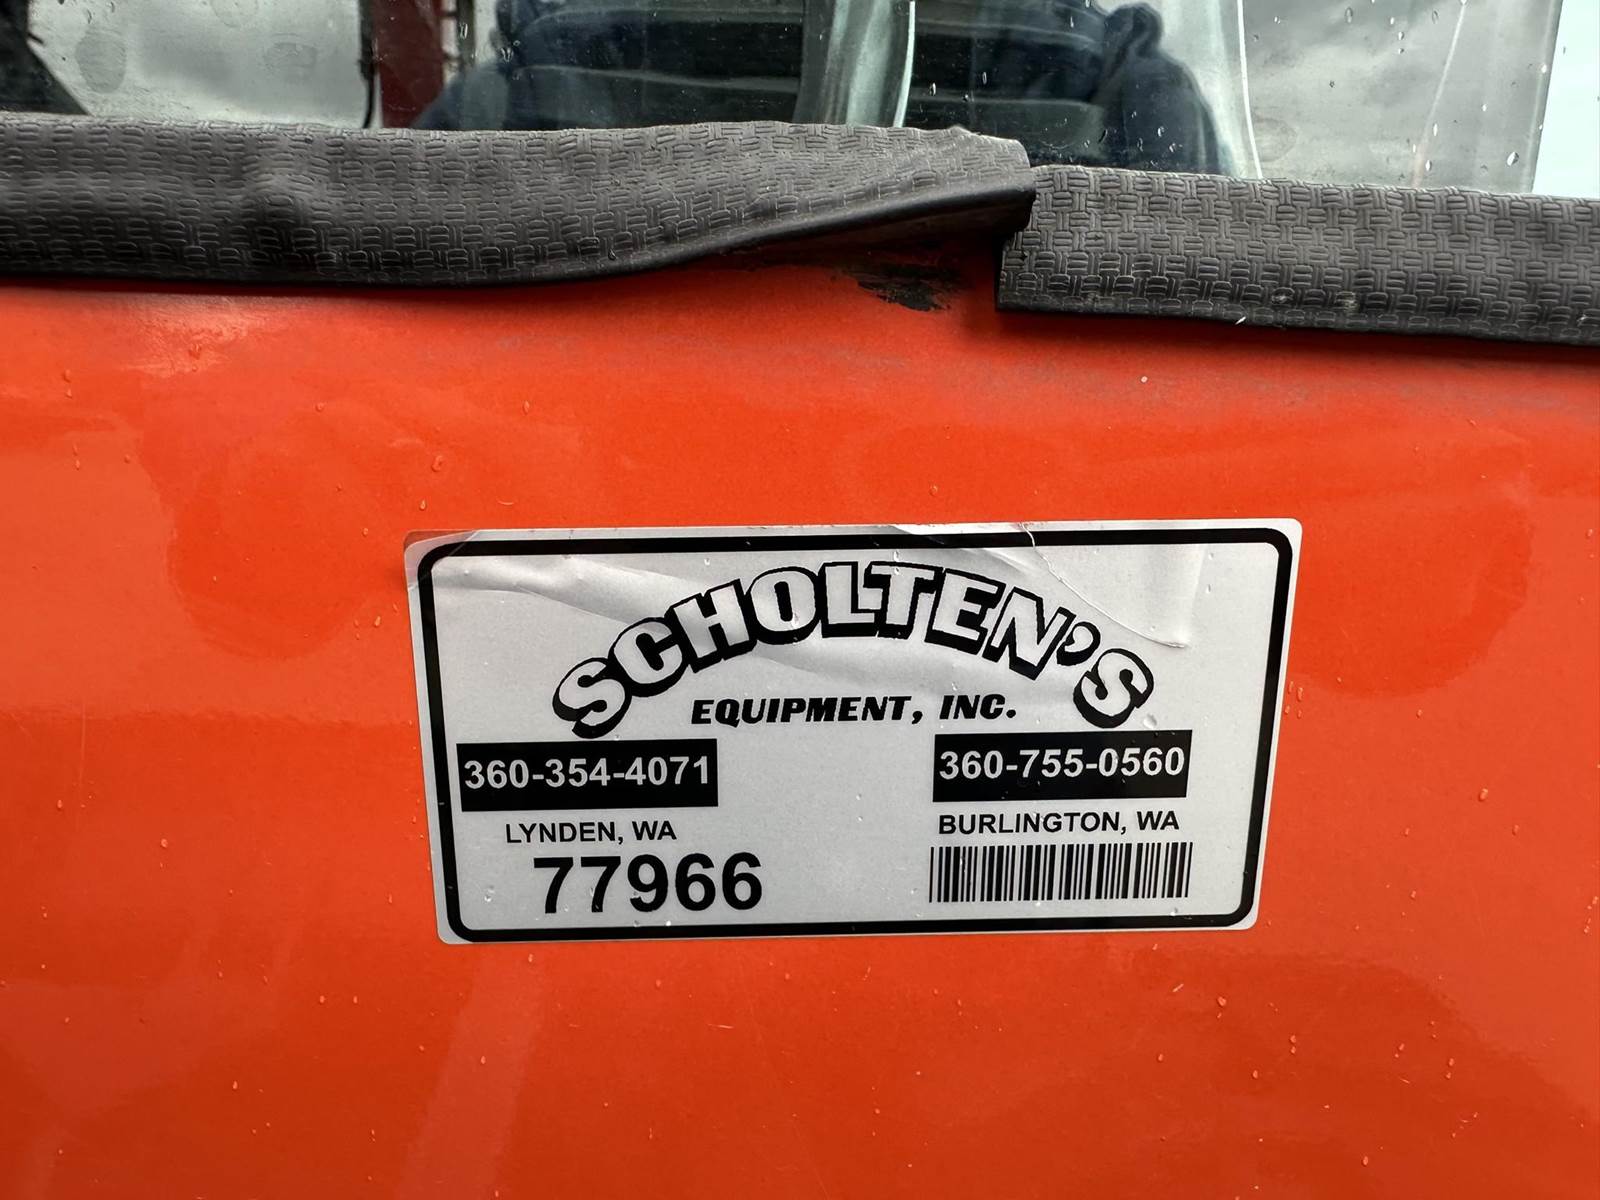 SCHOLTEN'S
EQUIPMENT, INC.
360-354-4071
360-755-0560
LYNDEN, WA
BURLINGTON, WA
77966